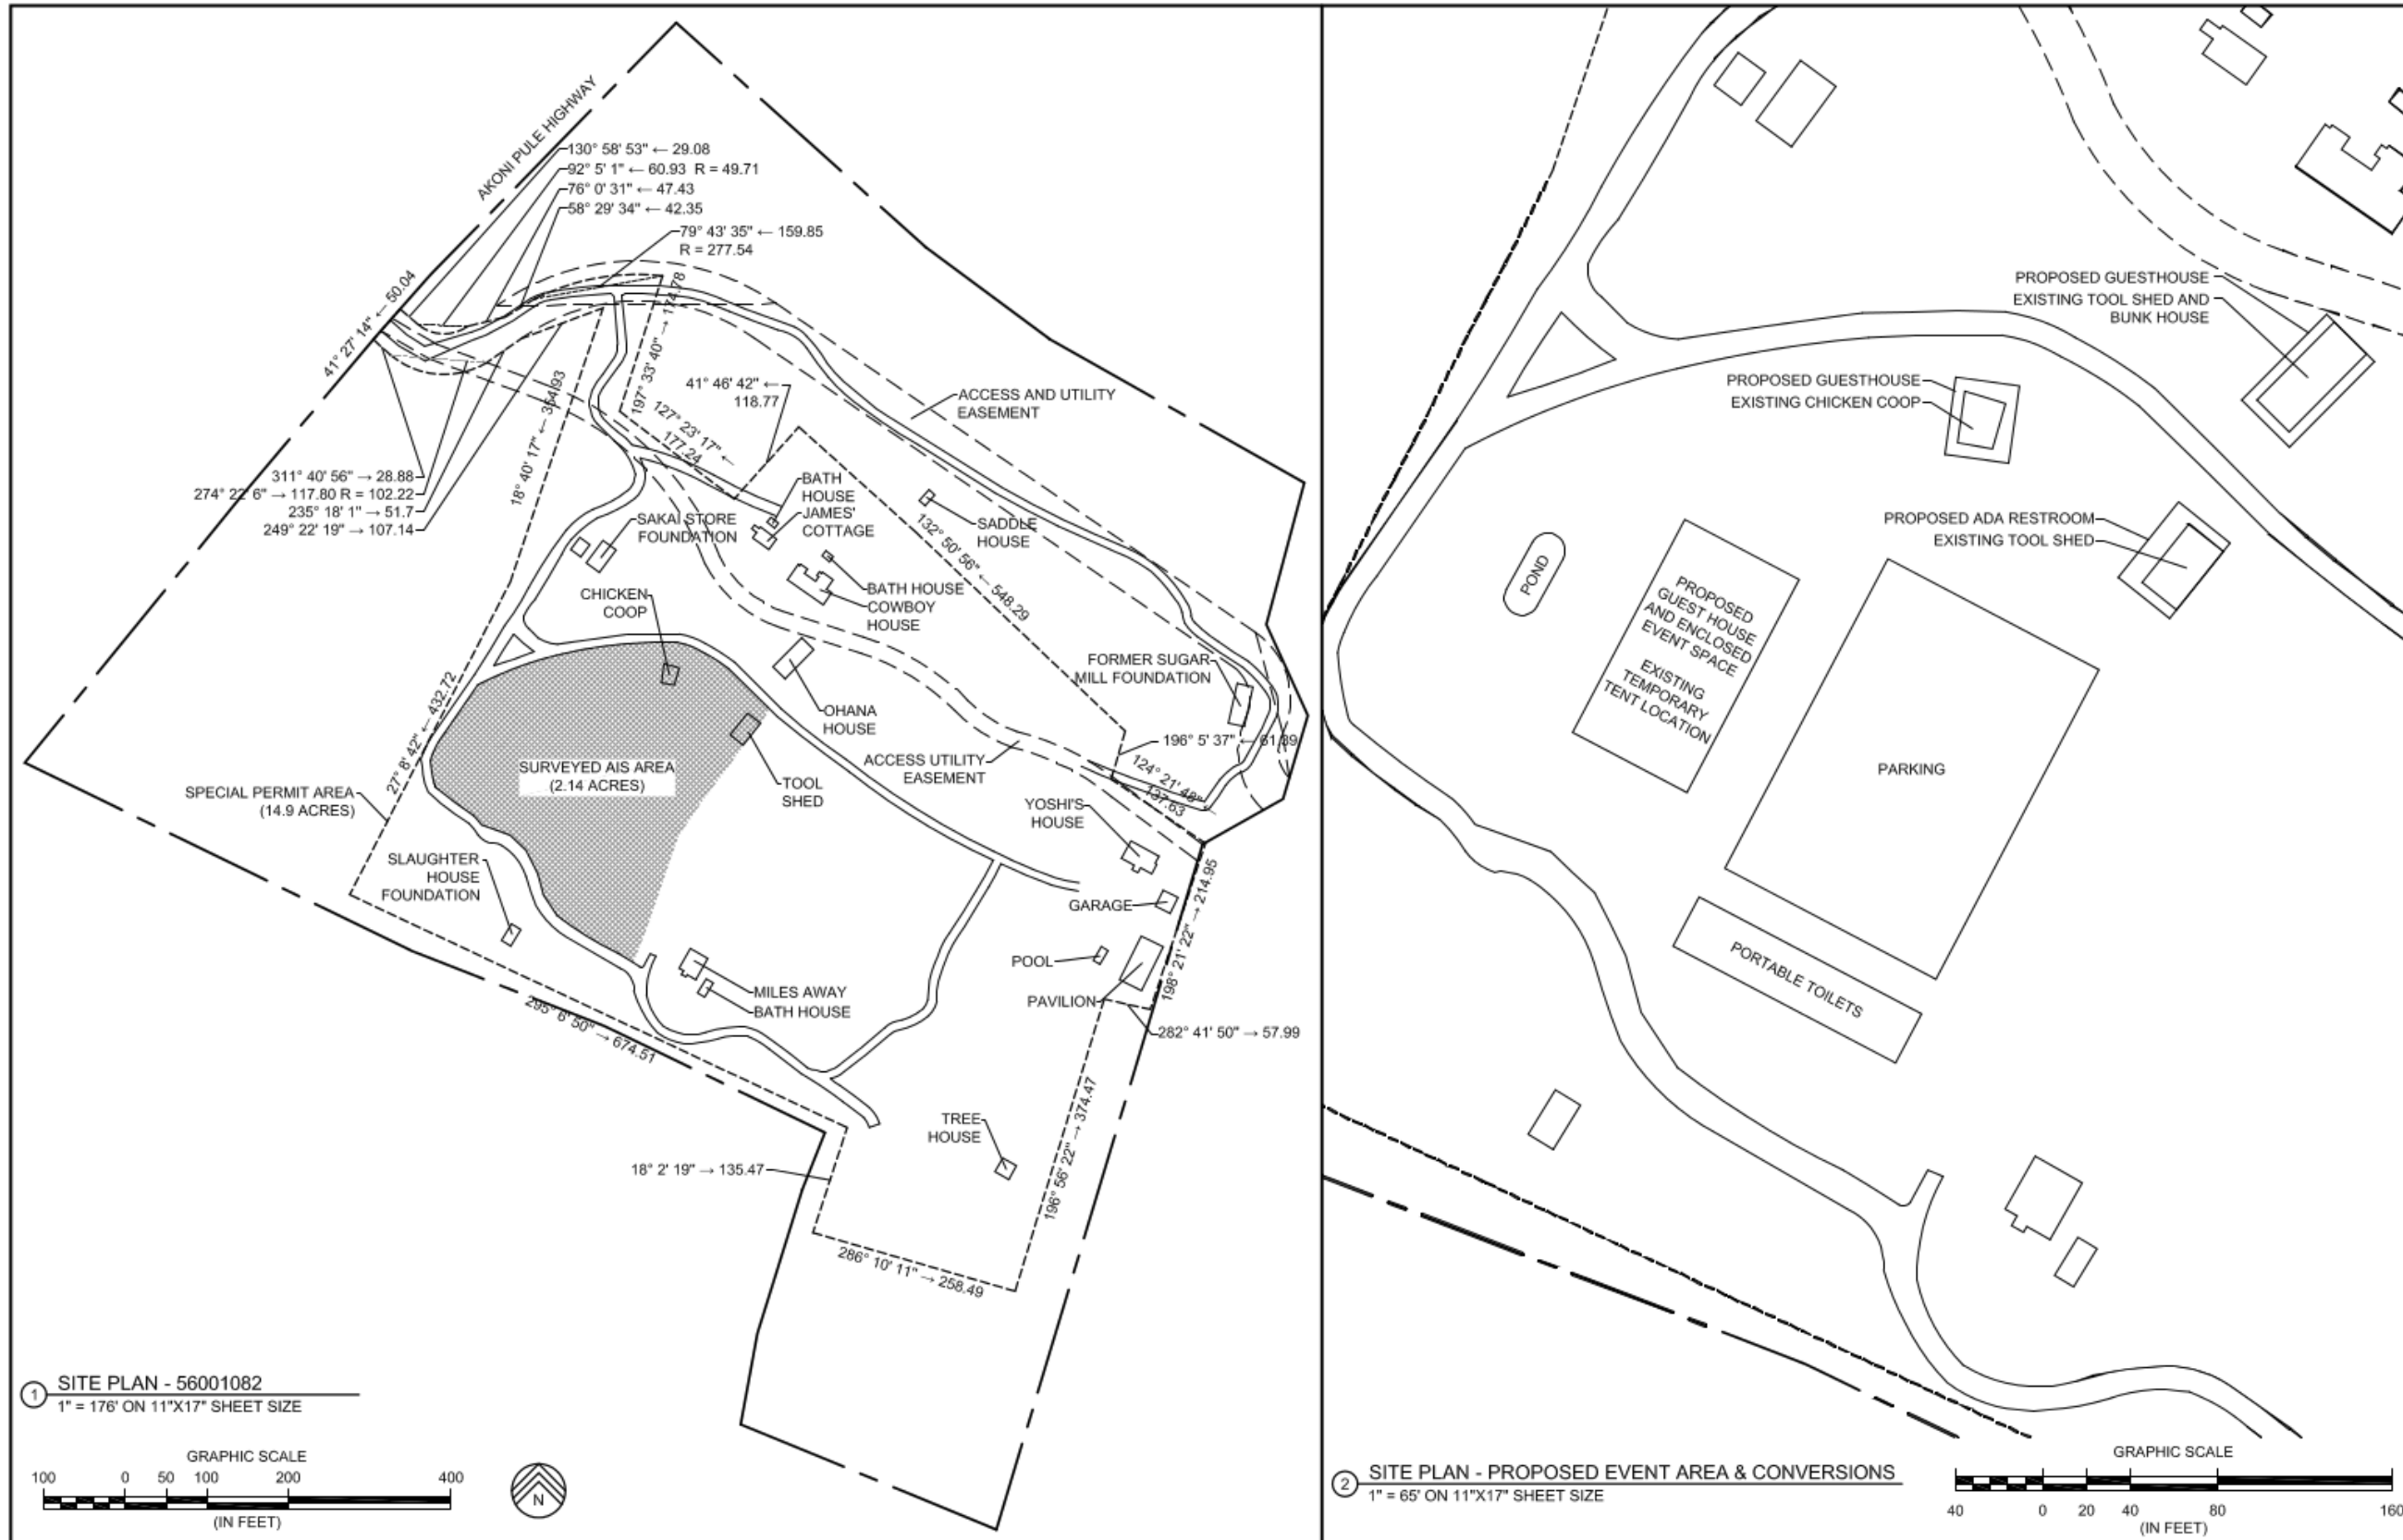 AKONI PULE HIGHWAY
130° 58' 53" ← 29.08
92° 5' 1" ← 60.93 R = 49.71
76° 0' 31" ← 47.43
58° 29' 34" ← 42.35
79° 43' 35" ← 159.85
R = 277.54
41° 27' 14" ← 50.04
197° 33' 40" → 174.78
41° 46' 42" ←
118.77
127° 23' 17" ←
177.24
18° 40' 17" ← 354.93
ACCESS AND UTILITY
EASEMENT
311° 40' 56" → 28.88
274° 22' 6" → 117.80 R = 102.22
235° 18' 1" → 51.7
249° 22' 19" → 107.14
BATH
HOUSE
JAMES'
COTTAGE
SAKAI STORE
FOUNDATION
SADDLE
HOUSE
132° 50' 56" ← 548.29
BATH HOUSE
COWBOY
HOUSE
CHICKEN
COOP
FORMER SUGAR
MILL FOUNDATION
OHANA
HOUSE
196° 5' 37" ← 61.89
ACCESS UTILITY
EASEMENT
124° 21' 48" ←
137.63
27° 8' 42" ← 432.72
SURVEYED AIS AREA
(2.14 ACRES)
TOOL
SHED
SPECIAL PERMIT AREA
(14.9 ACRES)
YOSHI'S
HOUSE
SLAUGHTER
HOUSE
FOUNDATION
GARAGE
198° 21' 22" → 214.95
POOL
PAVILION
MILES AWAY
BATH HOUSE
282° 41' 50" → 57.99
295° 6' 50" → 674.51
196° 56' 22" → 374.47
TREE
HOUSE
18° 2' 19" → 135.47
286° 10' 11" → 258.49
1
SITE PLAN - 56001082
1" = 176' ON 11"X17" SHEET SIZE
GRAPHIC SCALE
100 0 50 100 200 400
(IN FEET)
N
PROPOSED GUESTHOUSE
EXISTING TOOL SHED AND
BUNK HOUSE
PROPOSED GUESTHOUSE
EXISTING CHICKEN COOP
PROPOSED ADA RESTROOM
EXISTING TOOL SHED
POND
PROPOSED
GUEST HOUSE
AND ENCLOSED
EVENT SPACE
EXISTING
TEMPORARY
TENT LOCATION
PARKING
PORTABLE TOILETS
2
SITE PLAN - PROPOSED EVENT AREA & CONVERSIONS
1" = 65' ON 11"X17" SHEET SIZE
GRAPHIC SCALE
40 0 20 40 80 160
(IN FEET)